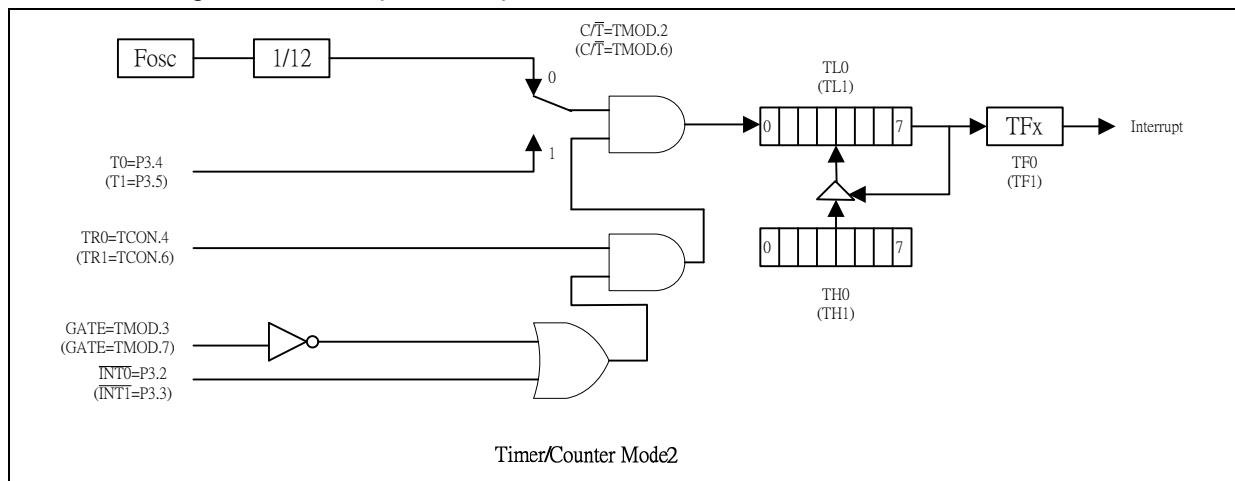 C/T̅=TMOD.2
(C/T̅=TMOD.6)
Fosc
1/12
0
TL0
(TL1)
0
7
TFx
Interrupt
TF0
(TF1)
1
T0=P3.4
(T1=P3.5)
TR0=TCON.4
(TR1=TCON.6)
0
7
TH0
(TH1)
GATE=TMOD.3
(GATE=TMOD.7)
I̅N̅T̅0̅=P3.2
(I̅N̅T̅1̅=P3.3)
Timer/Counter Mode2